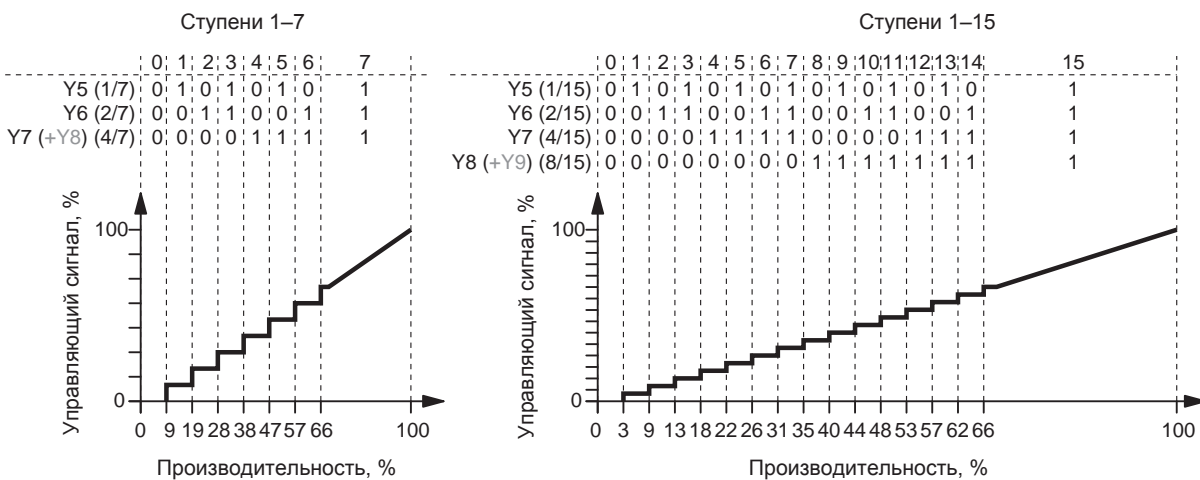 Ступени 1–7
0 1 2 3 4 5 6 7
Y5 (1/7) 0 1 0 1 0 1 0 1
Y6 (2/7) 0 0 1 1 0 0 1 1
Y7 (+Y8) (4/7) 0 0 0 0 1 1 1 1
Управляющий сигнал, %
100
0
0 9 19 28 38 47 57 66 100
Производительность, %
Ступени 1–15
0 1 2 3 4 5 6 7 8 9 10 11 12 13 14 15
Y5 (1/15) 0 1 0 1 0 1 0 1 0 1 0 1 0 1 0 1
Y6 (2/15) 0 0 1 1 0 0 1 1 0 0 1 1 0 0 1 1
Y7 (4/15) 0 0 0 0 1 1 1 1 0 0 0 0 1 1 1 1
Y8 (+Y9) (8/15) 0 0 0 0 0 0 0 0 1 1 1 1 1 1 1 1
Управляющий сигнал, %
100
0
0 3 9 13 18 22 26 31 35 40 44 48 53 57 62 66 100
Производительность, %